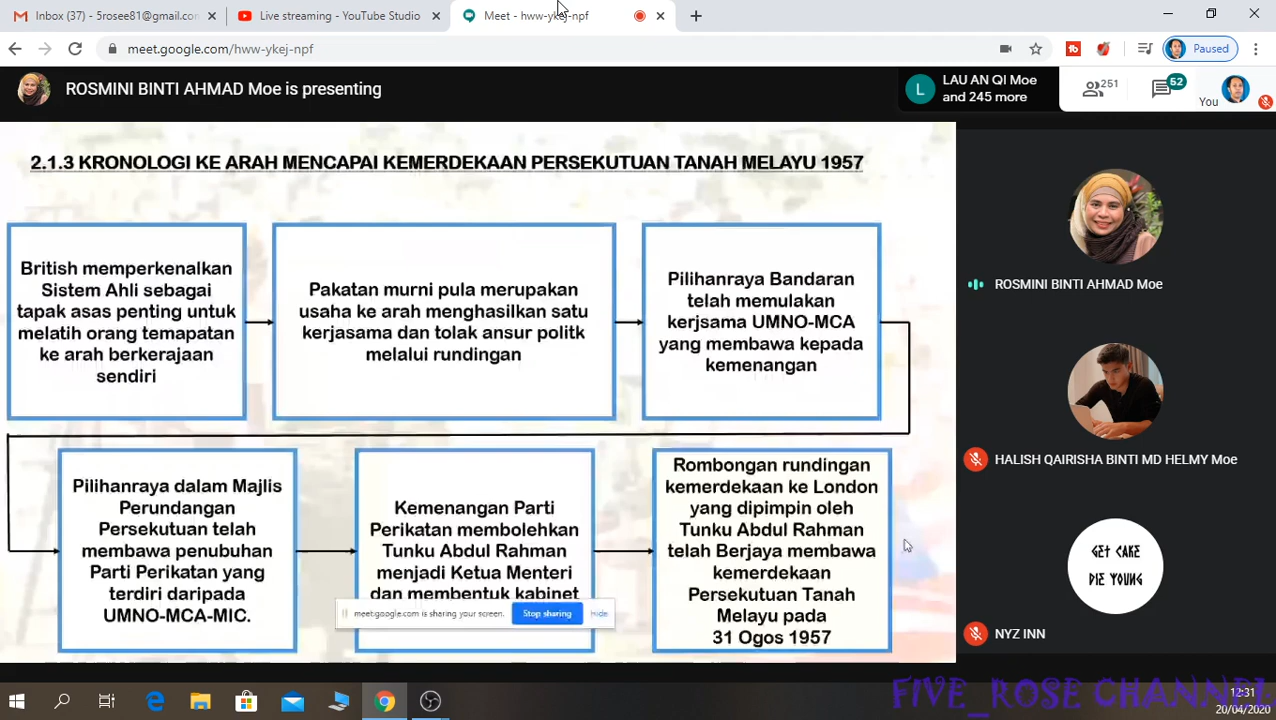 Inbox (37) - 5rosee81@gmail.con
Live streaming - YouTube Studio
Meet - hww-ykej-npf
meet.google.com/hww-ykej-npf
Paused
ROSMINI BINTI AHMAD Moe is presenting
L
LAU AN QI Moe
and 245 more
251
52
You
2.1.3 KRONOLOGI KE ARAH MENCAPAI KEMERDEKAAN PERSEKUTUAN TANAH MELAYU 1957
British memperkenalkan
Sistem Ahli sebagai
tapak asas penting untuk
melatih orang tempatan
ke arah berkerajaan
sendiri
Pakatan murni pula merupakan
usaha ke arah menghasilkan satu
kerjasama dan tolak ansur politk
melalui rundingan
Pilihanraya Bandaran
telah memulakan
kerjsama UMNO-MCA
yang membawa kepada
kemenangan
Pilihanraya dalam Majlis
Perundangan
Persekutuan telah
membawa penubuhan
Parti Perikatan yang
terdiri daripada
UMNO-MCA-MIC.
Kemenangan Parti
Perikatan membolehkan
Tunku Abdul Rahman
menjadi Ketua Menteri
dan membentuk kabinet
Rombongan rundingan
kemerdekaan ke London
yang dipimpin oleh
Tunku Abdul Rahman
telah Berjaya membawa
kemerdekaan
Persekutuan Tanah
Melayu pada
31 Ogos 1957
meet.google.com is sharing your screen.
Stop sharing
Hide
ROSMINI BINTI AHMAD Moe
HALISH QAIRISHA BINTI MD HELMY Moe
GET CAKE
DIE YOUNG
NYZ INN
FIVE_ROSE CHANNEL
12:31
20/04/2020